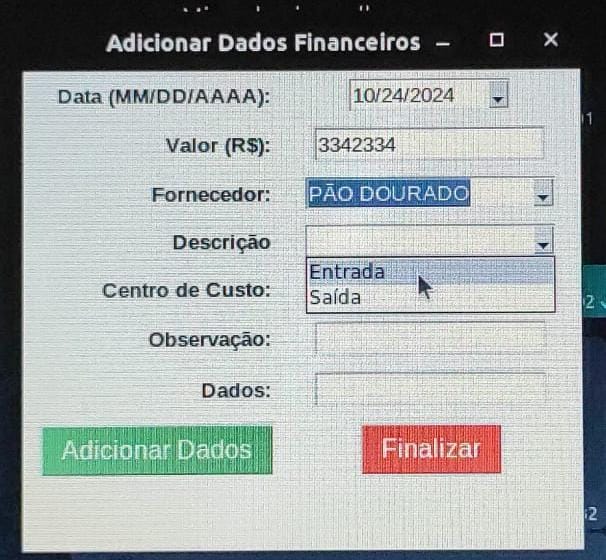 Adicionar Dados Financeiros
Data (MM/DD/AAAA): 10/24/2024
Valor (R$): 3342334
Fornecedor: PÃO DOURADO
Descrição
Entrada
Saída
Centro de Custo:
Observação:
Dados:
Adicionar Dados Finalizar